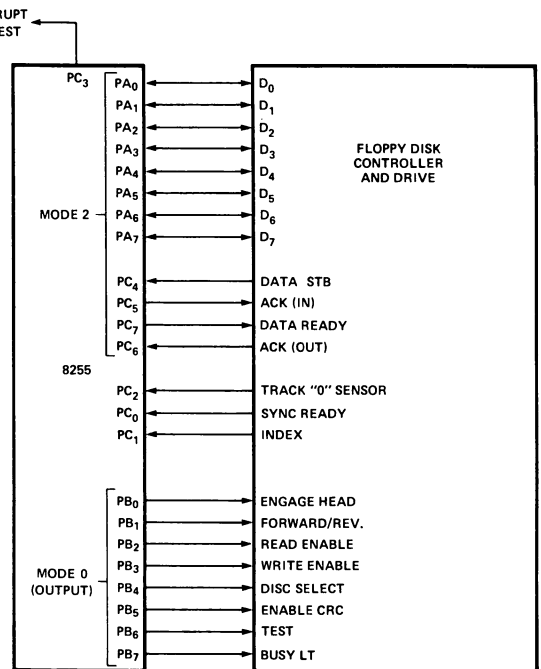 RUPT
EST
PC3
PA0 D0
PA1 D1
PA2 D2
PA3 D3
PA4 D4
PA5 D5
PA6 D6
PA7 D7
MODE 2
FLOPPY DISK
CONTROLLER
AND DRIVE
PC4 DATA STB
PC5 ACK (IN)
PC7 DATA READY
PC6 ACK (OUT)
8255
PC2 TRACK "0" SENSOR
PC0 SYNC READY
PC1 INDEX
PB0 ENGAGE HEAD
PB1 FORWARD/REV.
PB2 READ ENABLE
PB3 WRITE ENABLE
PB4 DISC SELECT
PB5 ENABLE CRC
PB6 TEST
PB7 BUSY LT
MODE 0
(OUTPUT)